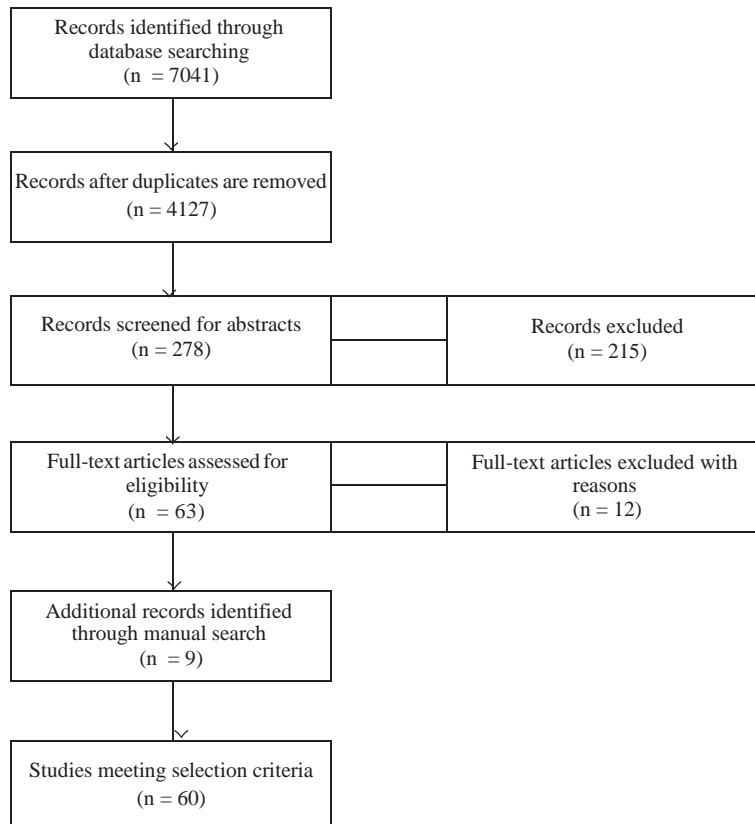 Records identified through
database searching
(n = 7041)
Records after duplicates are removed
(n = 4127)
Records screened for abstracts
(n = 278)
Records excluded
(n = 215)
Full-text articles assessed for
eligibility
(n = 63)
Full-text articles excluded with
reasons
(n = 12)
Additional records identified
through manual search
(n = 9)
Studies meeting selection criteria
(n = 60)